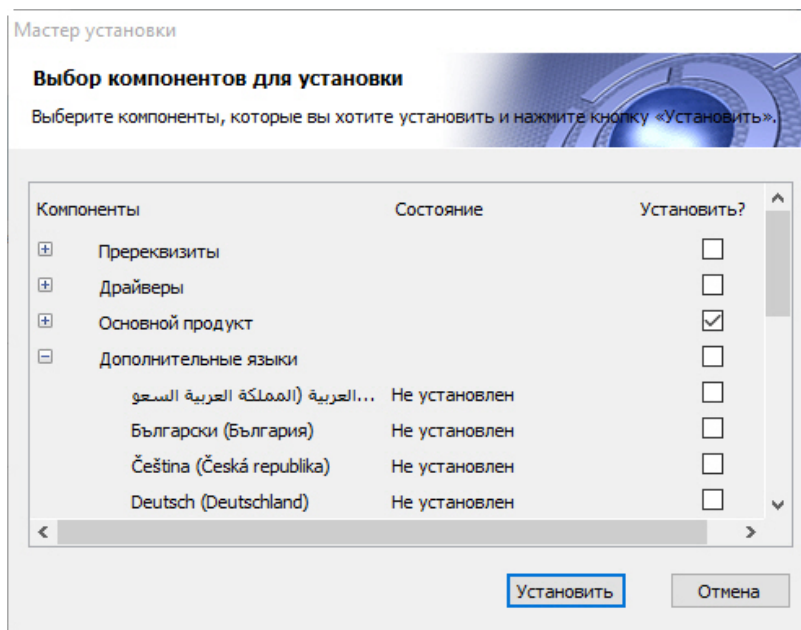 Мастер установки
Выбор компонентов для установки
Выберите компоненты, которые вы хотите установить и нажмите кнопку «Установить».
Компоненты Состояние Установить?
Пререквизиты
Драйверы
Основной продукт
Дополнительные языки
العربية (المملكة العربية السعو... Не установлен
Български (България) Не установлен
Čeština (Česká republika) Не установлен
Deutsch (Deutschland) Не установлен
Установить Отмена